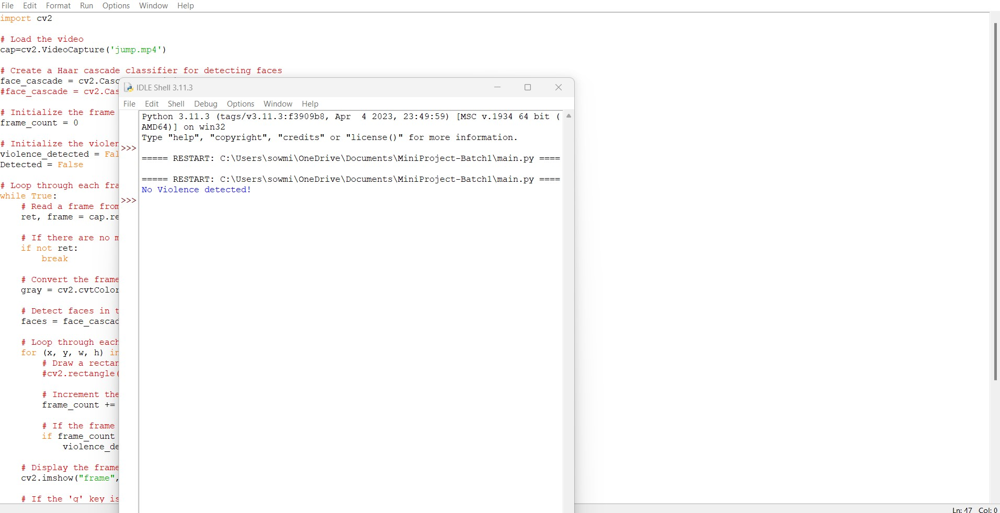 File Edit Format Run Options Window Help
import cv2
# Load the video
cap=cv2.VideoCapture('jump.mp4')
# Create a Haar cascade classifier for detecting faces
face_cascade = cv2.Casc
#face_cascade = cv2.Cas
# Initialize the frame
frame_count = 0
# Initialize the violen
violence_detected = Fal
Detected = False
# Loop through each fra
while True:
    # Read a frame from
    ret, frame = cap.re
    # If there are no m
    if not ret:
        break
    # Convert the frame
    gray = cv2.cvtColor
    # Detect faces in t
    faces = face_cascad
    # Loop through each
    for (x, y, w, h) in
        # Draw a rectan
        #cv2.rectangle(
        # Increment the
        frame_count +=
        # If the frame
        if frame_count
            violence_de
    # Display the frame
    cv2.imshow("frame",
    # If the 'q' key is
IDLE Shell 3.11.3
File Edit Shell Debug Options Window Help
Python 3.11.3 (tags/v3.11.3:f3909b8, Apr  4 2023, 23:49:59) [MSC v.1934 64 bit (
AMD64)] on win32
Type "help", "copyright", "credits" or "license()" for more information.
>>>
===== RESTART: C:\Users\sowmi\OneDrive\Documents\MiniProject-Batch1\main.py ====
===== RESTART: C:\Users\sowmi\OneDrive\Documents\MiniProject-Batch1\main.py ====
No Violence detected!
>>>
Ln: 47 Col: 0